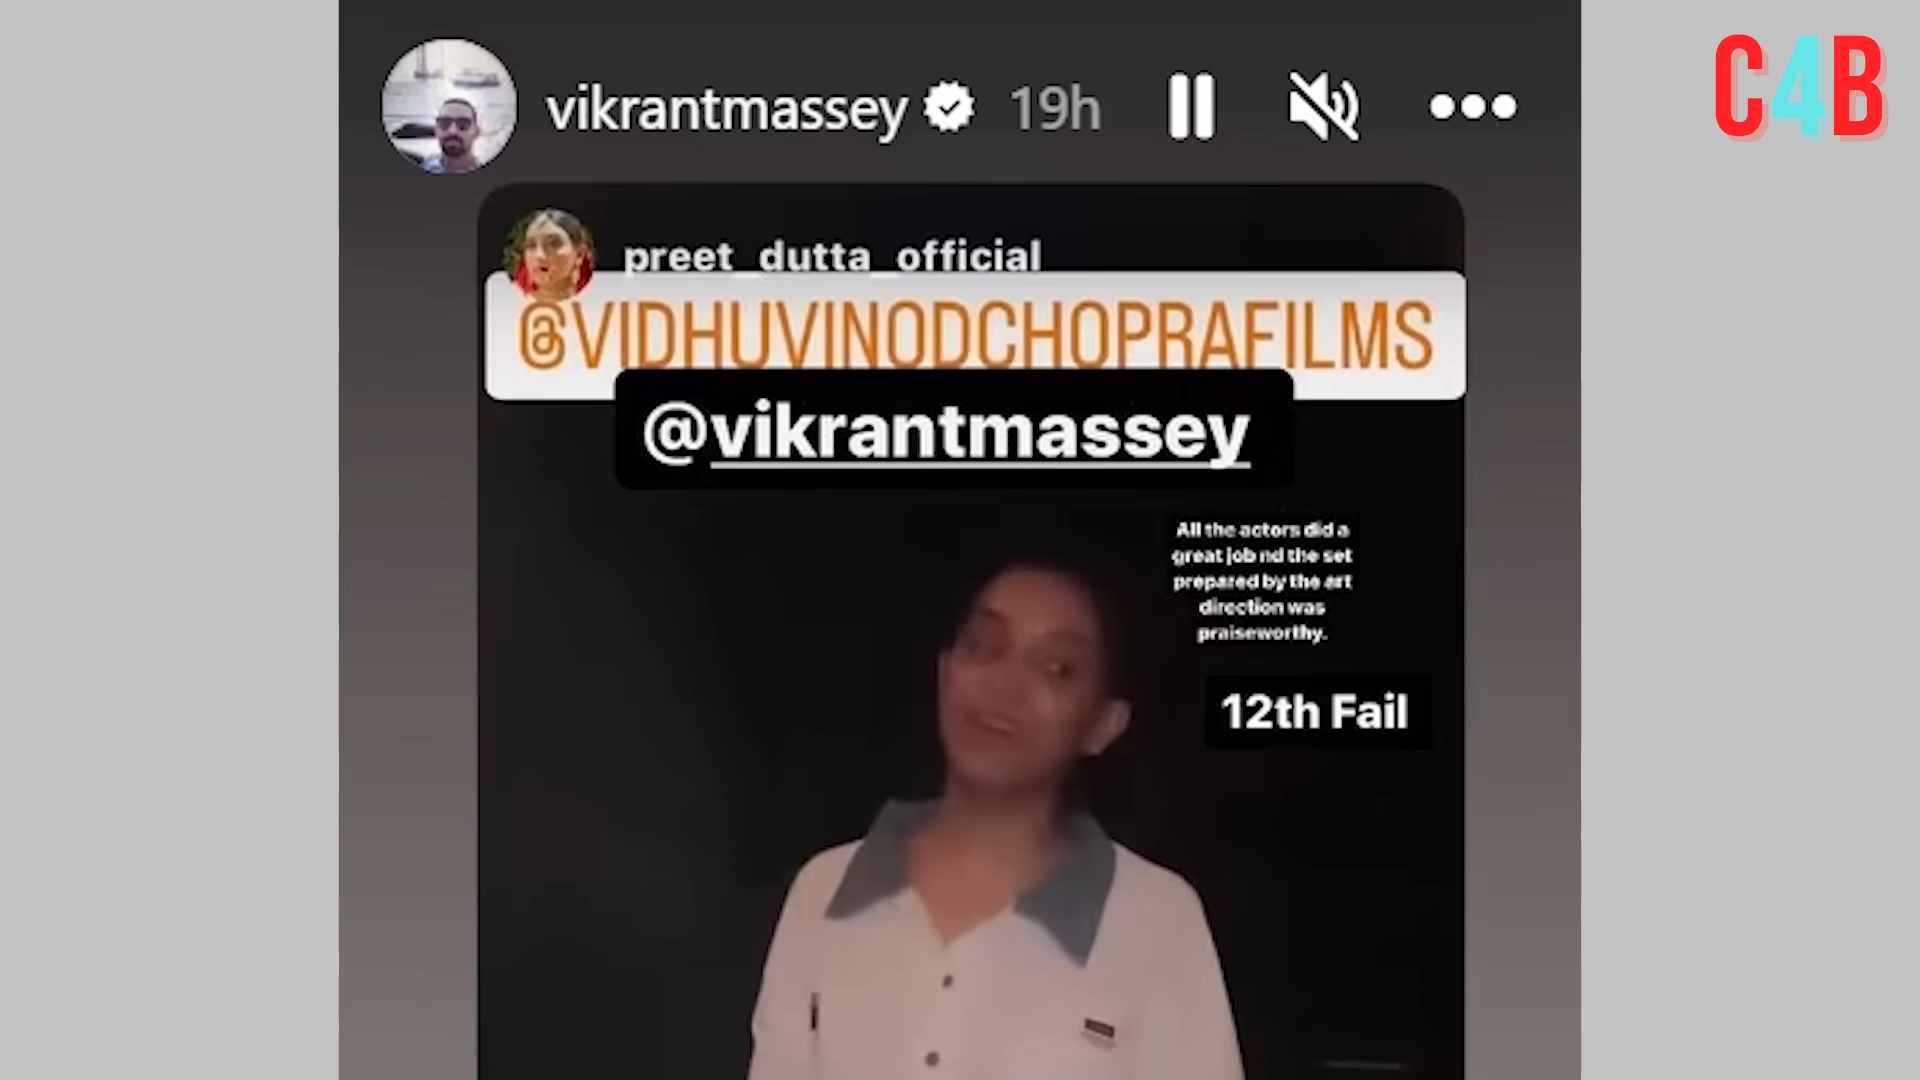 vikrantmassey 19h
C4B
preet_dutta_official
@VIDHUVINODCHOPRAFILMS
@vikrantmassey
All the actors did a
great job nd the set
prepared by the art
direction was
praiseworthy.
12th Fail